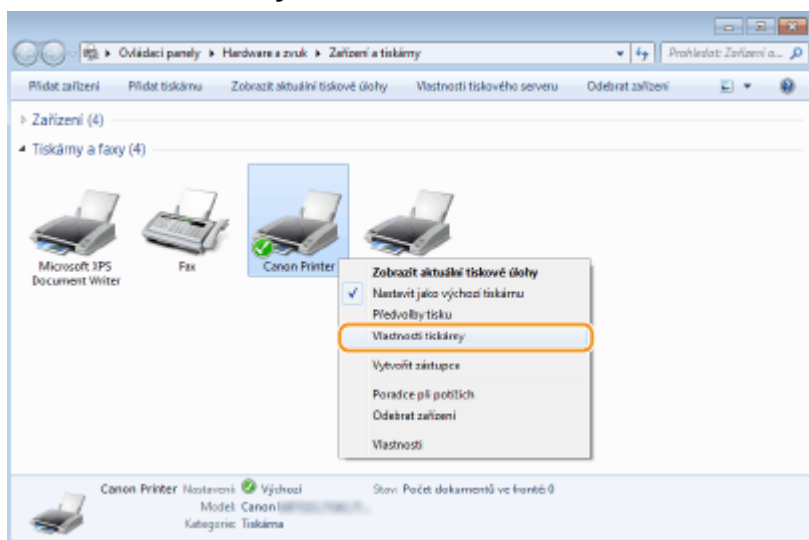 Ovládací panely ▸ Hardware a zvuk ▸ Zařízení a tiskárny
Prohledat: Zařízení a...
Přidat zařízení Přidat tiskárnu Zobrazit aktuální tiskové úlohy Vlastnosti tiskového serveru Odebrat zařízení
Zařízení (4)
Tiskárny a faxy (4)
Microsoft XPS
Document Writer
Fax
Canon Printer
Zobrazit aktuální tiskové úlohy
Nastavit jako výchozí tiskárnu
Předvolby tisku
Vlastnosti tiskárny
Vytvořit zástupce
Poradce při potížích
Odebrat zařízení
Vlastnosti
Canon Printer Nastavení: Výchozí Stav: Počet dokumentů ve frontě: 0
Model: Canon
Kategorie: Tiskárna